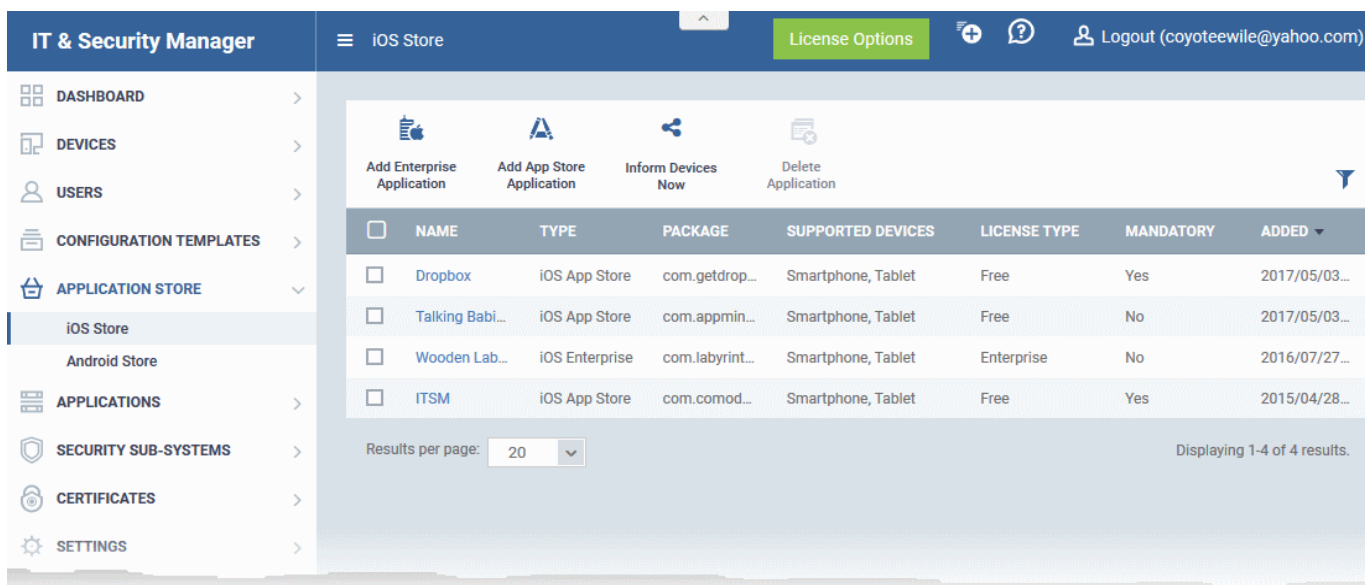 IT & Security Manager
iOS Store
License Options
Logout (coyoteewile@yahoo.com)
DASHBOARD
DEVICES
USERS
CONFIGURATION TEMPLATES
APPLICATION STORE
iOS Store
Android Store
APPLICATIONS
SECURITY SUB-SYSTEMS
CERTIFICATES
SETTINGS
Add Enterprise Application
Add App Store Application
Inform Devices Now
Delete Application
NAME TYPE PACKAGE SUPPORTED DEVICES LICENSE TYPE MANDATORY ADDED
Dropbox iOS App Store com.getdrop... Smartphone, Tablet Free Yes 2017/05/03...
Talking Babi... iOS App Store com.appmin... Smartphone, Tablet Free No 2017/05/03...
Wooden Lab... iOS Enterprise com.labyrint... Smartphone, Tablet Enterprise No 2016/07/27...
ITSM iOS App Store com.comod... Smartphone, Tablet Free Yes 2015/04/28...
Results per page: 20
Displaying 1-4 of 4 results.